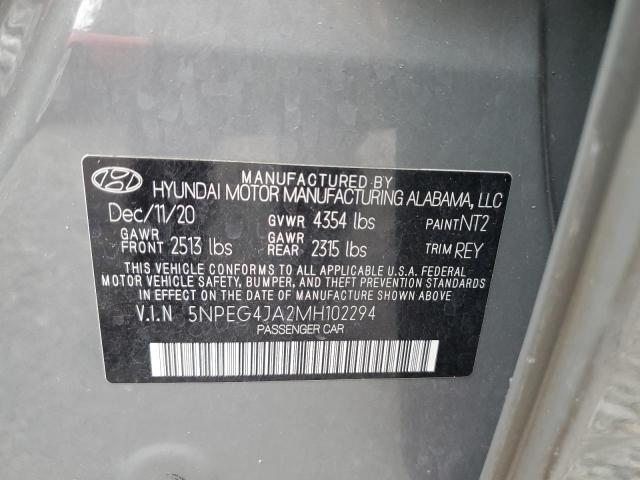 MANUFACTURED BY
HYUNDAI MOTOR MANUFACTURING ALABAMA, LLC
Dec/11/20 GVWR 4354 lbs PAINT NT2
GAWR FRONT 2513 lbs GAWR REAR 2315 lbs TRIM REY
THIS VEHICLE CONFORMS TO ALL APPLICABLE U.S.A. FEDERAL
MOTOR VEHICLE SAFETY, BUMPER, AND THEFT PREVENTION STANDARDS
IN EFFECT ON THE DATE OF MANUFACTURE SHOWN ABOVE.
V.I.N 5NPEG4JA2MH102294
PASSENGER CAR